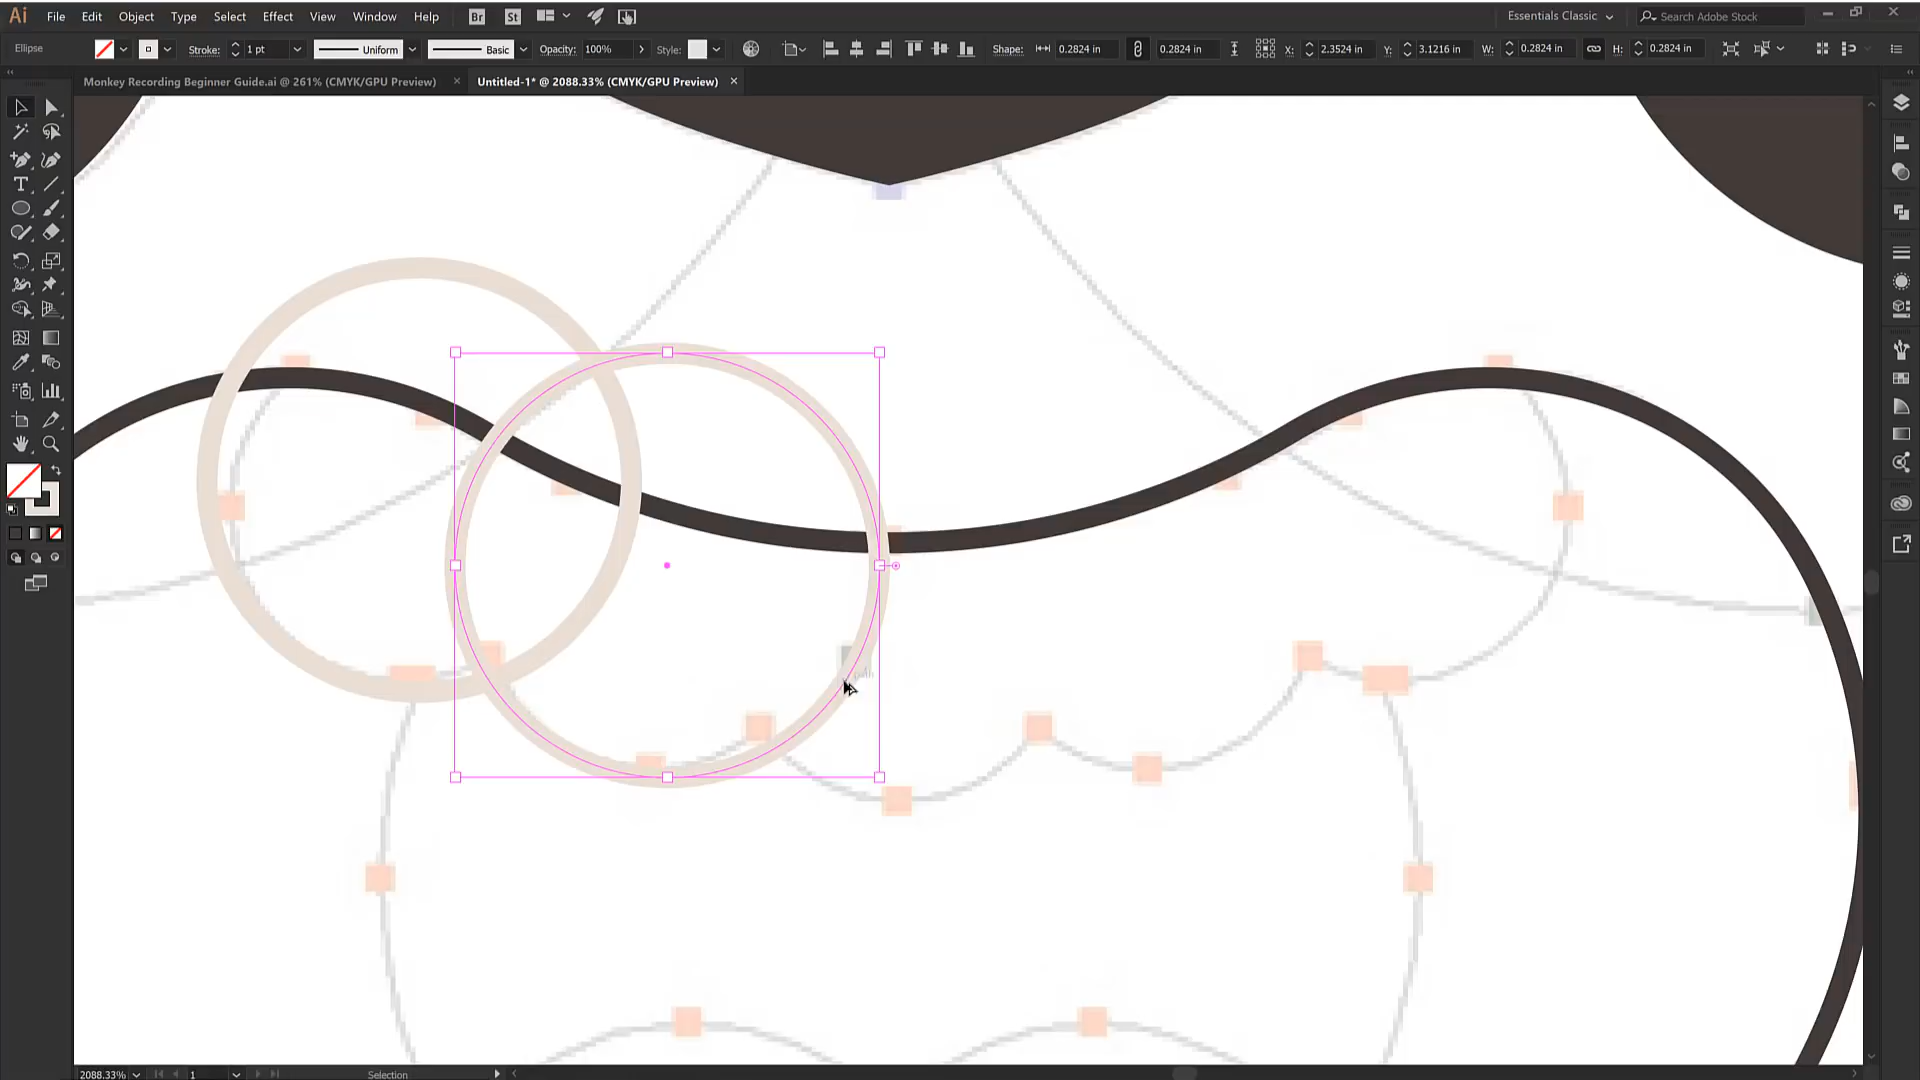 Ai File Edit Object Type Select Effect View Window Help Br St Essentials Classic Search Adobe Stock
Ellipse Stroke: 1 pt Uniform Basic Opacity: 100% Style: Shape: 0.2824 in 0.2824 in X: 2.3524 in Y: 3.1216 in W: 0.2824 in H: 0.2824 in
Monkey Recording Beginner Guide.ai @ 261% (CMYK/GPU Preview) Untitled-1* @ 2088.33% (CMYK/GPU Preview)
2088.33% 1 Selection